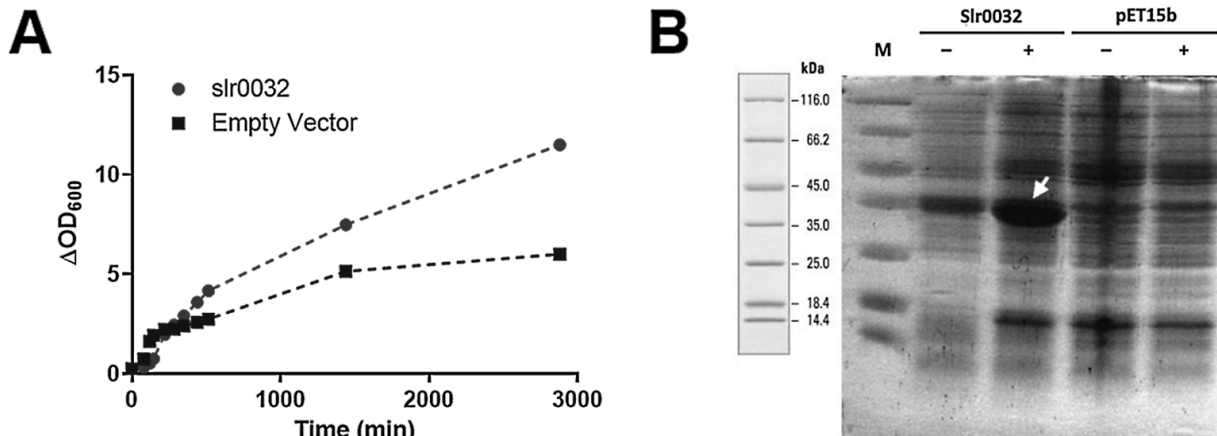 A
15
10
5
0
ΔOD600
slr0032
Empty Vector
0 1000 2000 3000
Time (min)
B
Slr0032 pET15b
M – + – +
kDa
116.0
66.2
45.0
35.0
25.0
18.4
14.4